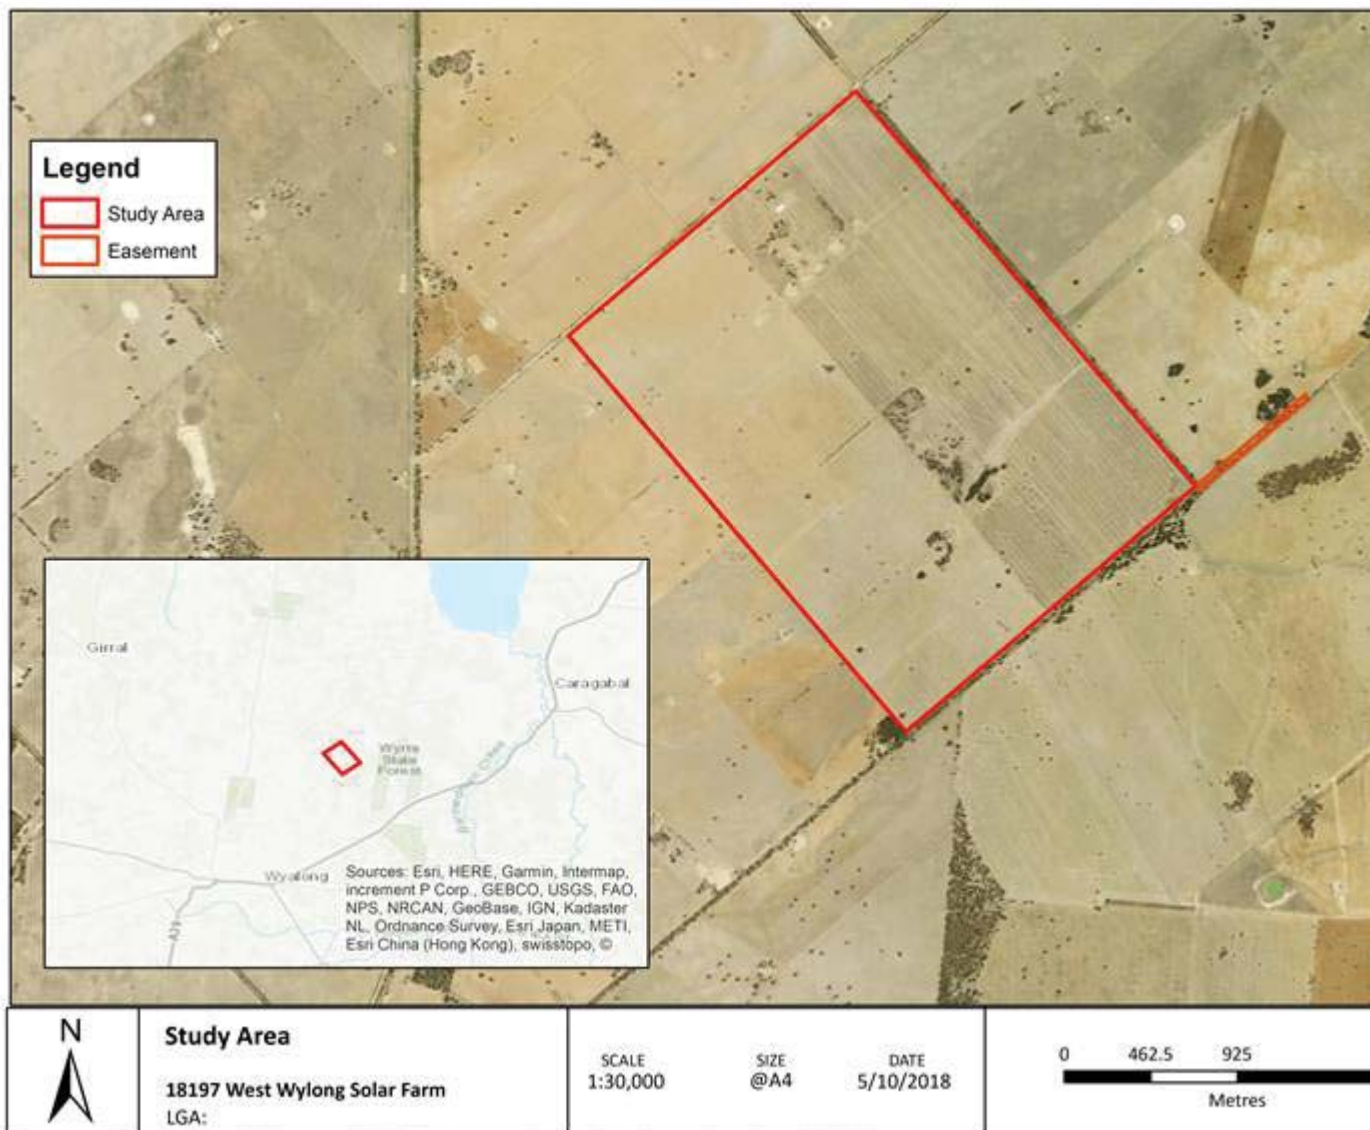 Legend
Study Area
Easement
Girral
Caragabal
Wyrra
State
Forest
Wyalong
Sources: Esri, HERE, Garmin, Intermap,
increment P Corp., GEBCO, USGS, FAO,
NPS, NRCAN, GeoBase, IGN, Kadaster
NL, Ordnance Survey, Esri Japan, METI,
Esri China (Hong Kong), swisstopo, ©
N
Study Area
18197 West Wylong Solar Farm
LGA:
SCALE
1:30,000
SIZE
@A4
DATE
5/10/2018
0 462.5 925
Metres